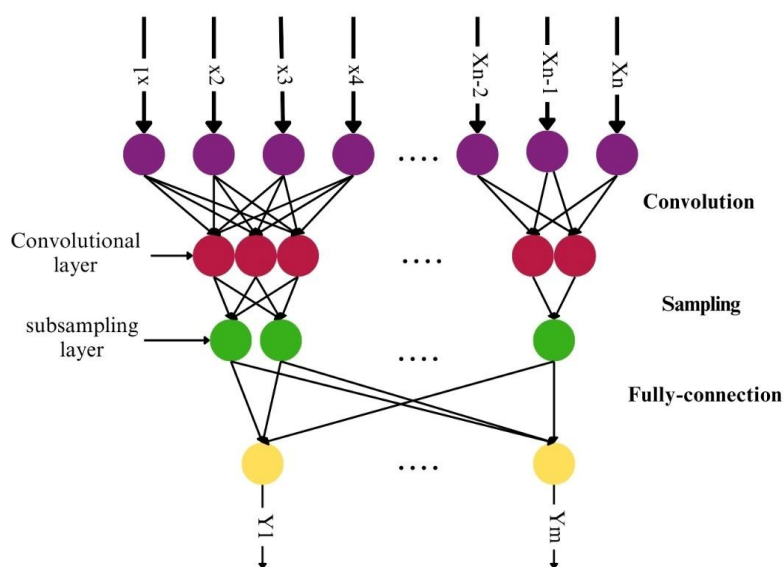 x1
x2
x3
x4
Xn-2
Xn-1
Xn
....
Convolution
Convolutional
layer
....
Sampling
subsampling
layer
....
Fully-connection
....
Y1
Ym